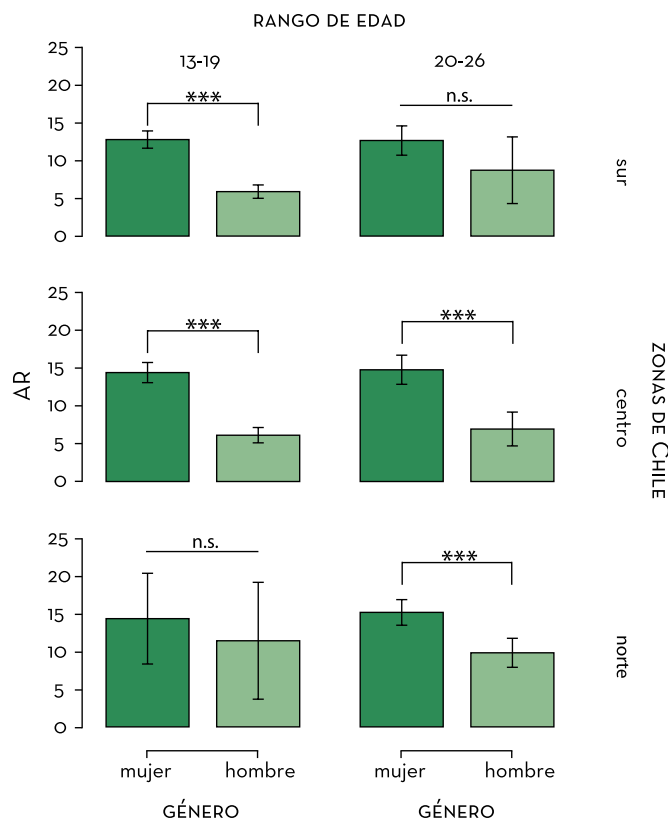 RANGO DE EDAD
13-19
20-26
25
20
15
10
5
0
***
n.s.
sur
25
20
15
10
5
0
***
***
centro
AR
ZONAS DE CHILE
25
20
15
10
5
0
n.s.
***
norte
mujer hombre
mujer hombre
GÉNERO
GÉNERO